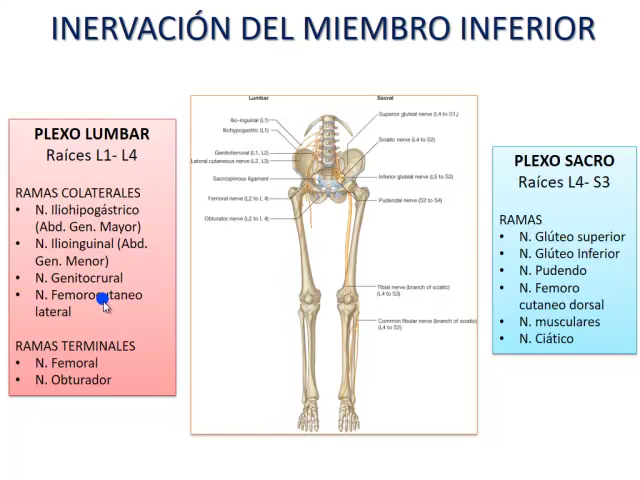 INERVACIÓN DEL MIEMBRO INFERIOR
PLEXO LUMBAR
Raíces L1- L4
RAMAS COLATERALES
• N. Iliohipogástrico
(Abd. Gen. Mayor)
• N. Ilioinguinal (Abd.
Gen. Menor)
• N. Genitocrural
• N. Femorocutaneo
lateral
RAMAS TERMINALES
• N. Femoral
• N. Obturador
Lumbar
Sacral
Ilio-inguinal (L1)
Iliohypogastric (L1)
Genitofemoral (L1, L2)
Lateral cutaneous nerve (L2, L3)
Sacrospinous ligament
Femoral nerve (L2 to L 4)
Obturator nerve (L2 to L 4)
Superior gluteal nerve (L4 to S1,)
Sciatic nerve (L4 to S2)
Inferior gluteal nerve (L5 to S2)
Pudendal nerve (S2 to S4)
Tibial nerve (branch of sciatic)
(L4 to S3)
Common fibular nerve (branch of sciatic)
(L4 to S2)
PLEXO SACRO
Raíces L4- S3
RAMAS
• N. Glúteo superior
• N. Glúteo Inferior
• N. Pudendo
• N. Femoro
cutaneo dorsal
• N. musculares
• N. Ciático